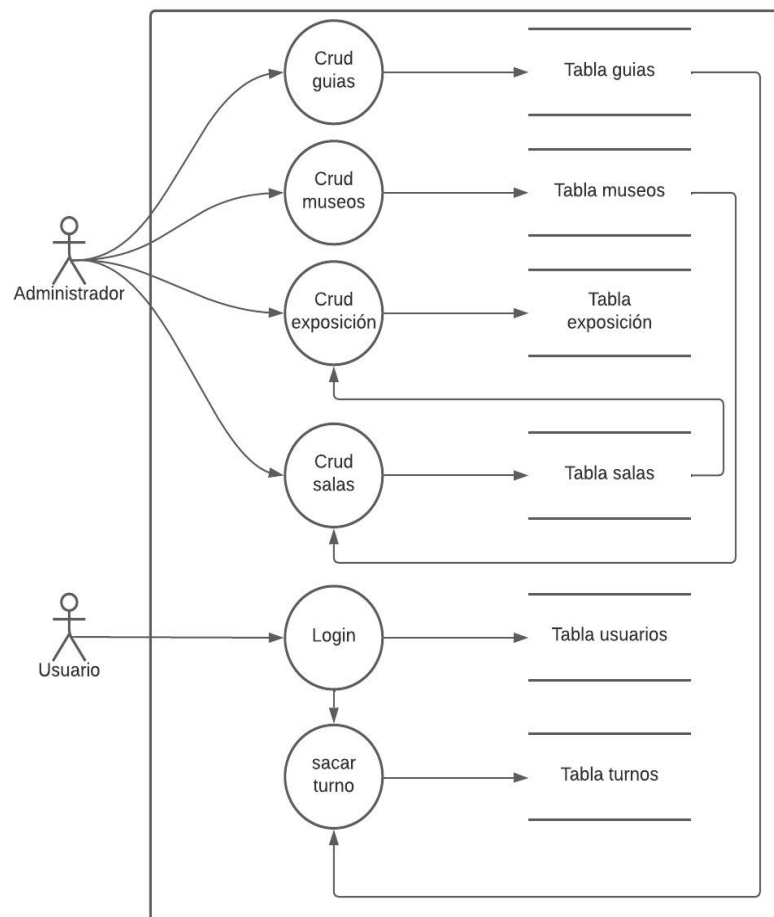 Crud
guias
Tabla guias
Crud
museos
Tabla museos
Administrador
Crud
exposición
Tabla
exposición
Crud
salas
Tabla salas
Usuario
Login
Tabla usuarios
sacar
turno
Tabla turnos